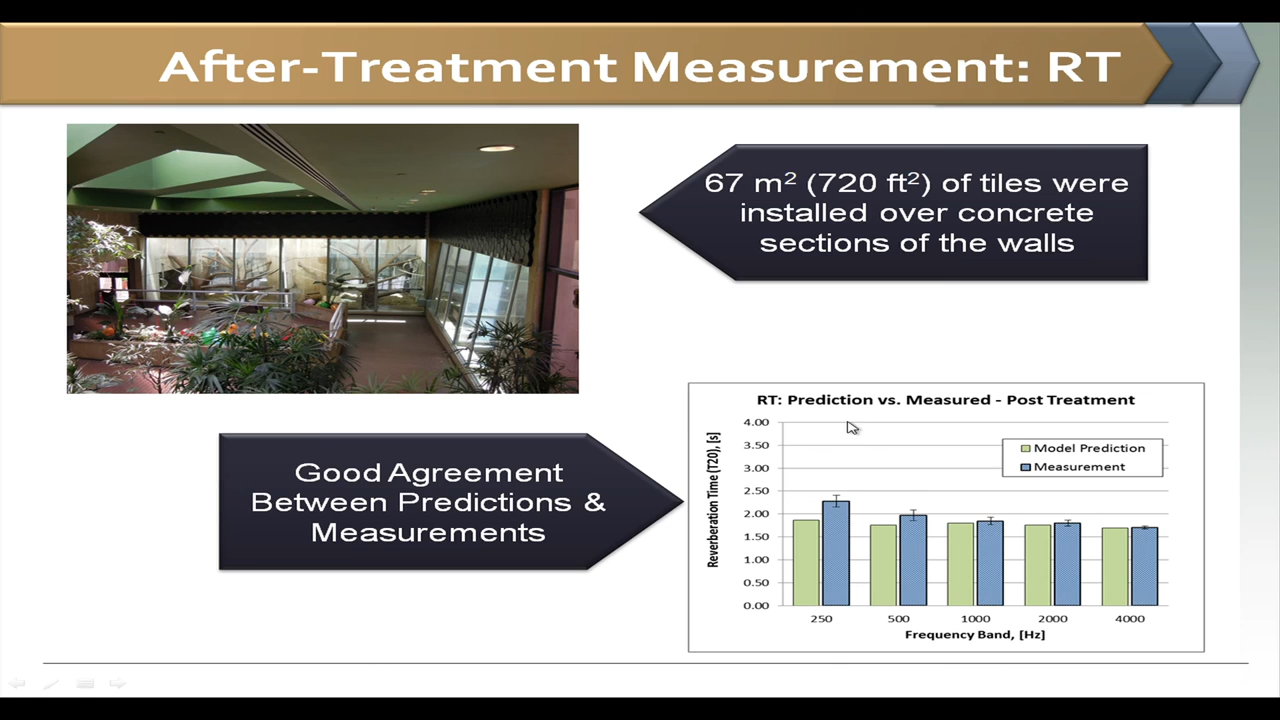 After-Treatment Measurement: RT
67 m² (720 ft²) of tiles were
installed over concrete
sections of the walls
Good Agreement
Between Predictions &
Measurements
RT: Prediction vs. Measured - Post Treatment
Reverberation Time (T20), [s]
4.00
3.50
3.00
2.50
2.00
1.50
1.00
0.50
0.00
Model Prediction
Measurement
250 500 1000 2000 4000
Frequency Band, [Hz]